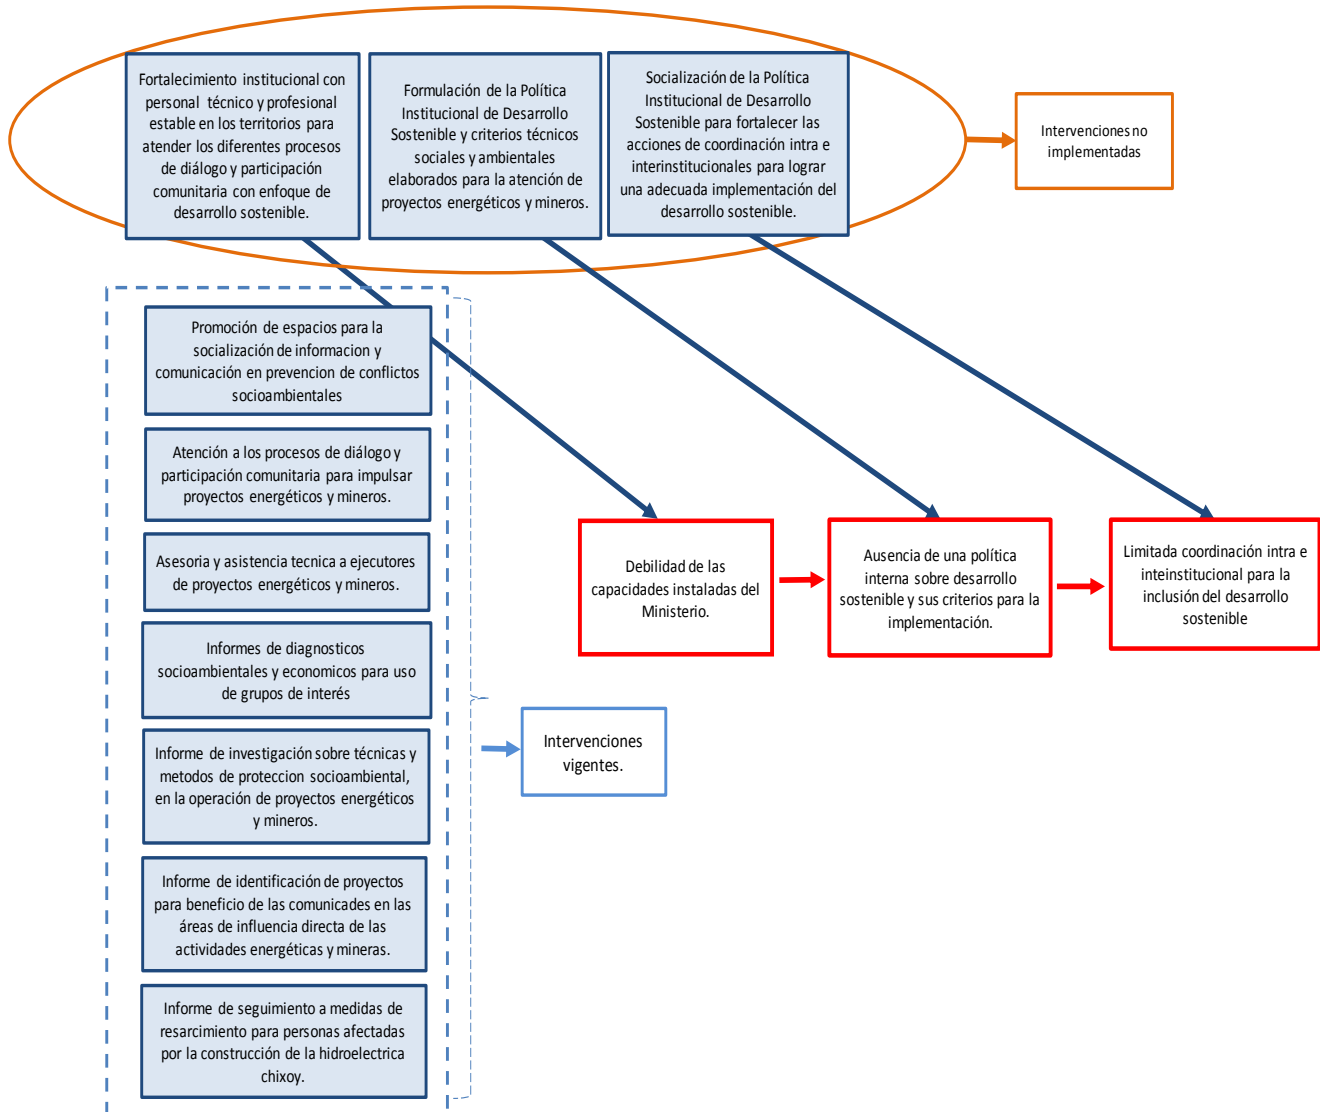 Fortalecimiento institucional con
personal técnico y profesional
estable en los territorios para
atender los diferentes procesos
de diálogo y participación
comunitaria con enfoque de
desarrollo sostenible.
Formulación de la Política
Institucional de Desarrollo
Sostenible y criterios técnicos
sociales y ambientales
elaborados para la atención de
proyectos energéticos y mineros.
Socialización de la Política
Institucional de Desarrollo
Sostenible para fortalecer las
acciones de coordinación intra e
interinstitucionales para lograr
una adecuada implementación del
desarrollo sostenible.
Intervenciones no
implementadas
Promoción de espacios para la
socialización de informacion y
comunicación en prevencion de conflictos
socioambientales
Atención a los procesos de diálogo y
participación comunitaria para impulsar
proyectos energéticos y mineros.
Asesoria y asistencia tecnica a ejecutores
de proyectos energéticos y mineros.
Informes de diagnosticos
socioambientales y economicos para uso
de grupos de interés
Informe de investigación sobre técnicas y
metodos de proteccion socioambiental,
en la operación de proyectos energéticos
y mineros.
Informe de identificación de proyectos
para beneficio de las comunicades en las
áreas de influencia directa de las
actividades energéticas y mineras.
Informe de seguimiento a medidas de
resarcimiento para personas afectadas
por la construcción de la hidroelectrica
chixoy.
Intervenciones
vigentes.
Debilidad de las
capacidades instaladas del
Ministerio.
Ausencia de una política
interna sobre desarrollo
sostenible y sus criterios para la
implementación.
Limitada coordinación intra e
inteinstitucional para la
inclusión del desarrollo
sostenible